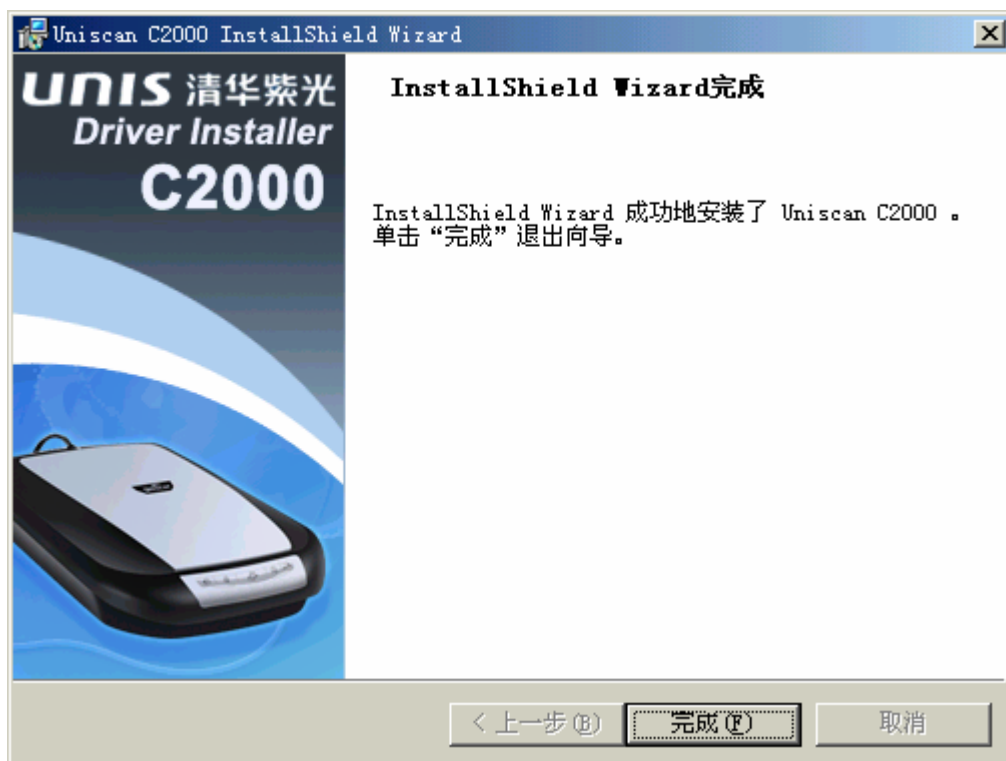 Uniscan C2000 InstallShield Wizard
UNIS 清华紫光
Driver Installer
C2000
InstallShield Wizard完成
InstallShield Wizard 成功地安装了 Uniscan C2000 。
单击“完成”退出向导。
< 上一步(B)
完成(F)
取消